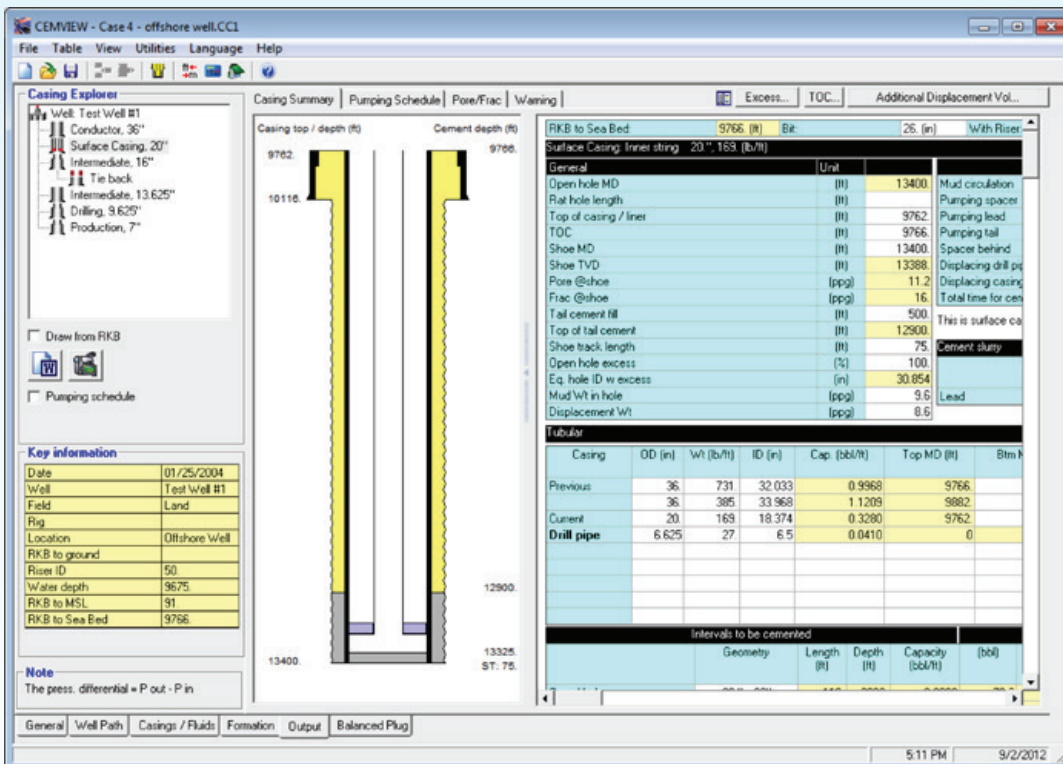 CEMVIEW - Case 4 - offshore well.CC1
File Table View Utilities Language Help
Casing Explorer
Well: Test Well #1
Conductor, 36"
Surface Casing, 20"
Intermediate, 16"
Tie back
Intermediate, 13.625"
Drilling, 9.625"
Production, 7"
Draw from RKB
Pumping schedule
Key information
Date 01/25/2004
Well Test Well #1
Field Land
Rig
Location Offshore Well
RKB to ground
Riser ID 50.
Water depth 9675.
RKB to MSL 91.
RKB to Sea Bed 9766.
Note
The press. differential = P out - P in
Casing Summary Pumping Schedule Pore/Frac Warning
Excess... TOC... Additional Displacement Vol...
Casing top / depth (ft) Cement depth (ft)
9762. 9766.
10116.
12900.
13325.
13400. ST: 75.
RKB to Sea Bed: 9766. (ft) Bit: 26. (in) With Riser
Surface Casing: Inner string 20.", 169. (lb/ft)
General Unit
Open hole MD (ft) 13400. Mud circulation
Rat hole length (ft) Pumping spacer
Top of casing / liner (ft) 9762. Pumping lead
TOC (ft) 9766. Pumping tail
Shoe MD (ft) 13400. Spacer behind
Shoe TVD (ft) 13388. Displacing drill pip
Pore @shoe (ppg) 11.2 Displacing casing
Frac @shoe (ppg) 16. Total time for cem
Tail cement fill (ft) 500.
This is surface ca
Top of tail cement (ft) 12900.
Shoe track length (ft) 75. Cement slurry
Open hole excess (%) 100.
Eq. hole ID w excess (in) 30.854
Mud Wt in hole (ppg) 9.6 Lead
Displacement Wt (ppg) 8.6
Tubular
Casing OD (in) Wt (lb/ft) ID (in) Cap. (bbl/ft) Top MD (ft) Btm M
Previous 36. 731. 32.033 0.9968 9766.
36. 385. 33.968 1.1209 9882.
Current 20. 169. 18.374 0.3280 9762.
Drill pipe 6.625 27. 6.5 0.0410 0
Intervals to be cemented
Geometry Length (ft) Depth (ft) Capacity (bbl/ft) (bbl)
General Well Path Casings / Fluids Formation Output Balanced Plug
5:11 PM 9/2/2012